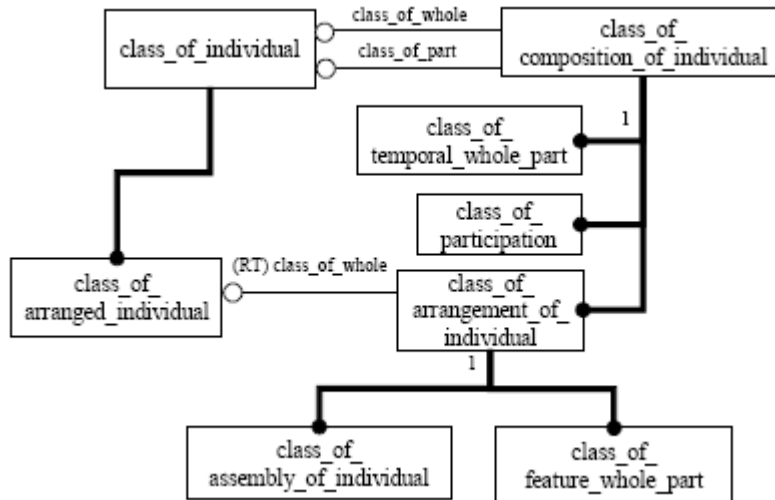 class_of_whole
class_of_individual
class_of_
composition_of_individual
class_of_part
1
class_of_
temporal_whole_part
class_of_
participation
(RT) class_of_whole
class_of_
arranged_individual
class_of_
arrangement_of_
individual
1
class_of_
assembly_of_individual
class_of_
feature_whole_part